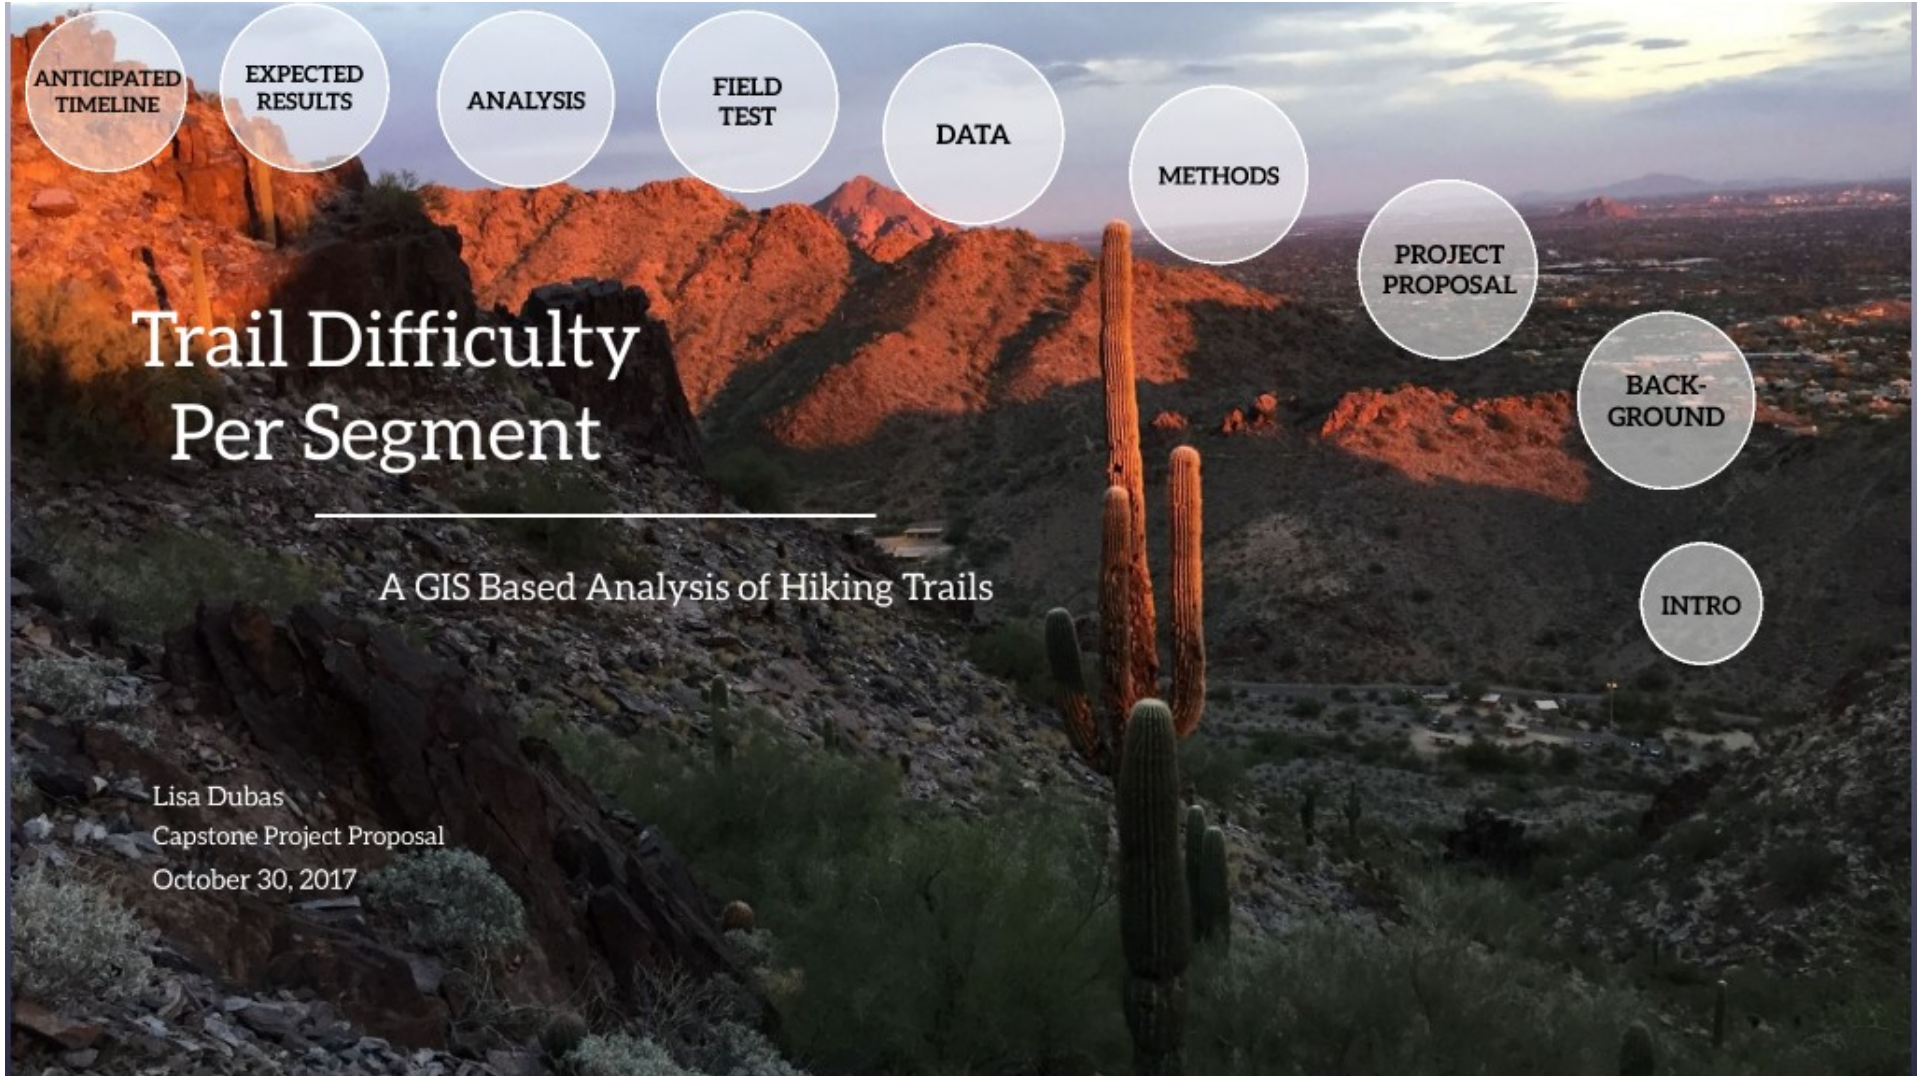 ANTICIPATED
TIMELINE
EXPECTED
RESULTS
ANALYSIS
FIELD
TEST
DATA
METHODS
PROJECT
PROPOSAL
BACK-
GROUND
INTRO
Trail Difficulty
Per Segment
A GIS Based Analysis of Hiking Trails
Lisa Dubas
Capstone Project Proposal
October 30, 2017